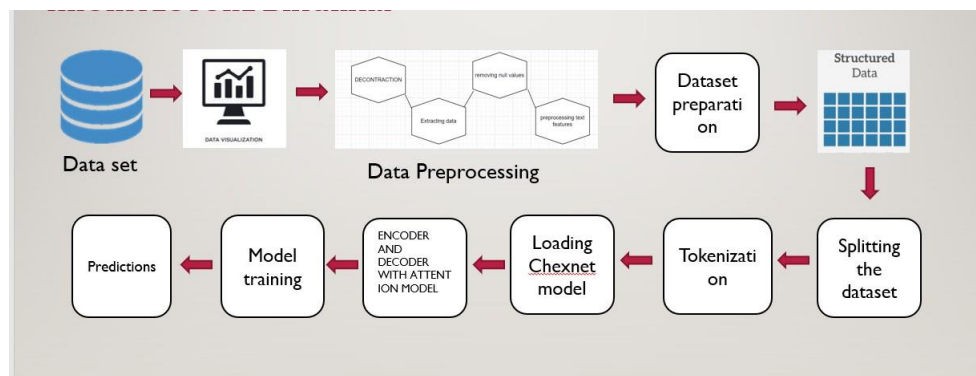 DECONTRACTION
removing null values
Extracting data
preprocessing text
features
DATA VISUALIZATION
Data set
Data Preprocessing
Dataset
preparati
on
Structured
Data
Splitting
the
dataset
Tokenizati
on
Loading
Chexnet
model
ENCODER
AND
DECODER
WITH ATTENT
ION MODEL
Model
training
Predictions